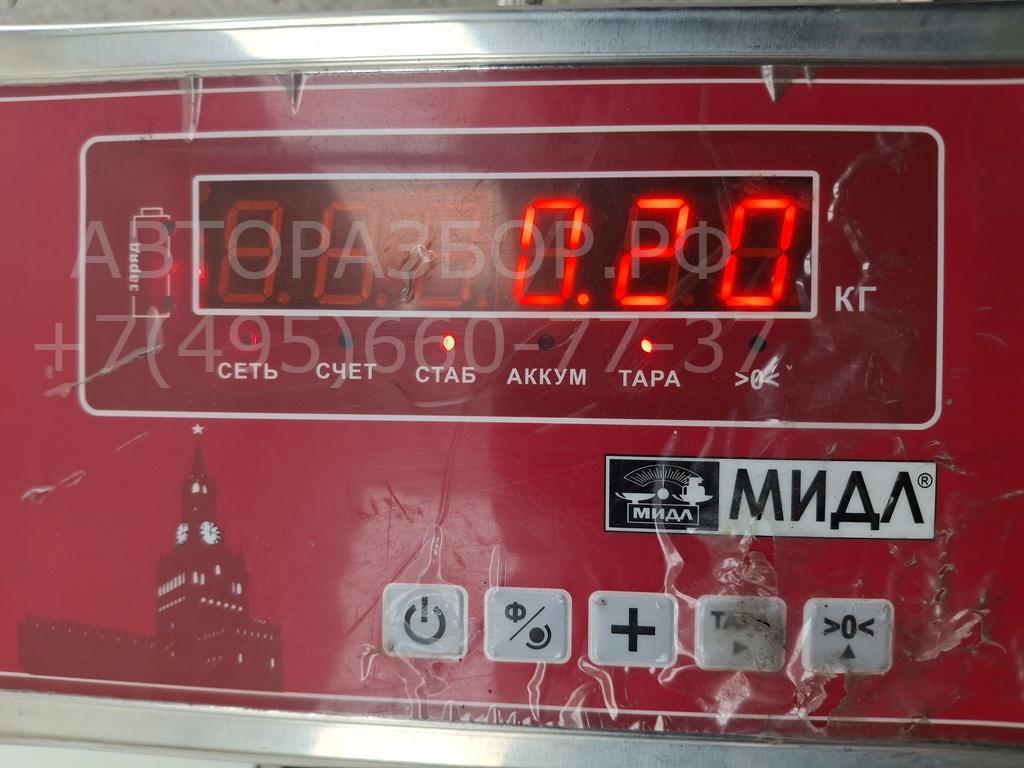 0.20
КГ
заряд
АВТОРАЗБОР.РФ
+7(495)660-77-37
СЕТЬ СЧЕТ СТАБ АККУМ ТАРА >0<
МИДЛ МИДЛ®
Ф + ТАРА >0<